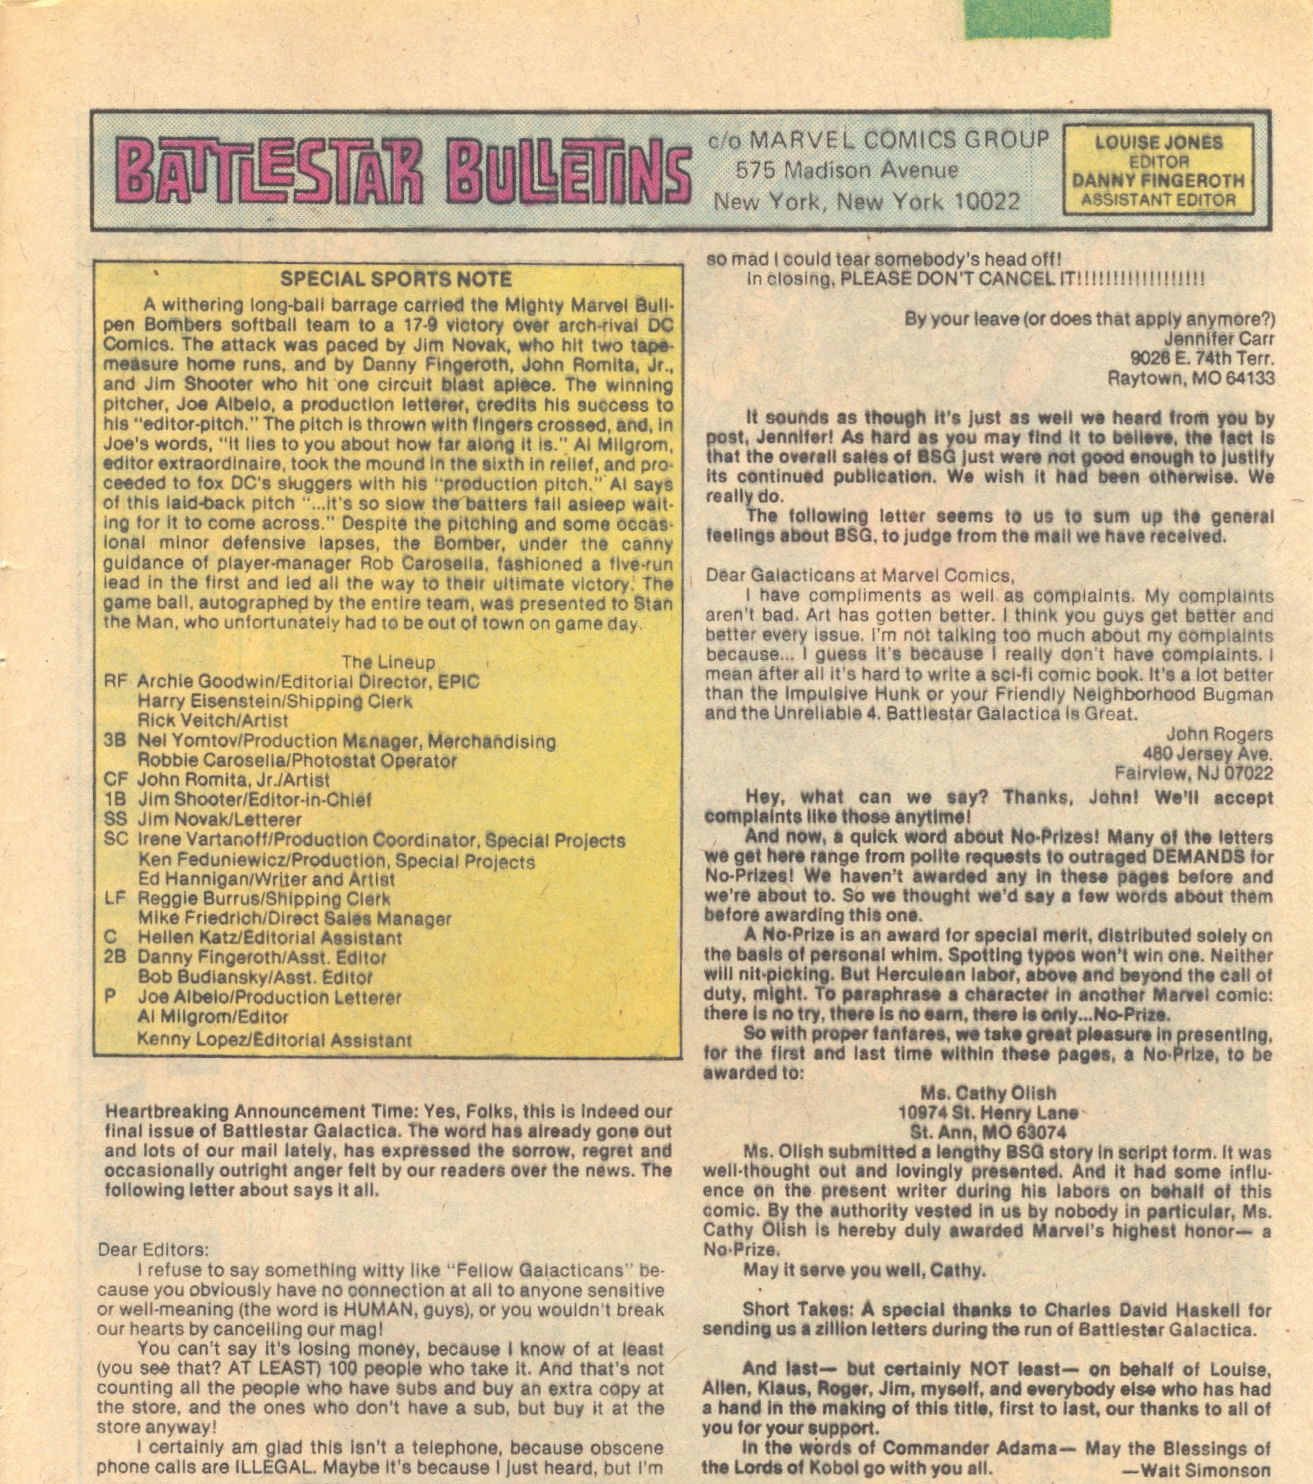 BATTLESTAR BULLETINS
c/o MARVEL COMICS GROUP
575 Madison Avenue
New York, New York 10022
LOUISE JONES
EDITOR
DANNY FINGEROTH
ASSISTANT EDITOR
SPECIAL SPORTS NOTE
A withering long-ball barrage carried the Mighty Marvel Bull-
pen Bombers softball team to a 17-9 victory over arch-rival DC
Comics. The attack was paced by Jim Novak, who hit two tape-
measure home runs, and by Danny Fingeroth, John Romita, Jr.,
and Jim Shooter who hit one circuit blast apiece. The winning
pitcher, Joe Albelo, a production letterer, credits his success to
his "editor-pitch." The pitch is thrown with fingers crossed, and, in
Joe's words, "it lies to you about how far along it is." Al Milgrom,
editor extraordinaire, took the mound in the sixth in relief, and pro-
ceeded to fox DC's sluggers with his "production pitch." Al says
of this laid-back pitch "...it's so slow the batters fall asleep wait-
ing for it to come across." Despite the pitching and some occas-
ional minor defensive lapses, the Bomber, under the canny
guidance of player-manager Rob Carosella, fashioned a five-run
lead in the first and led all the way to their ultimate victory. The
game ball, autographed by the entire team, was presented to Stan
the Man, who unfortunately had to be out of town on game day.
The Lineup
RF Archie Goodwin/Editorial Director, EPIC
Harry Eisenstein/Shipping Clerk
Rick Veitch/Artist
3B Nel Yomtov/Production Manager, Merchandising
Robbie Carosella/Photostat Operator
CF John Romita, Jr./Artist
1B Jim Shooter/Editor-in-Chief
SS Jim Novak/Letterer
SC Irene Vartanoff/Production Coordinator, Special Projects
Ken Feduniewicz/Production, Special Projects
Ed Hannigan/Writer and Artist
LF Reggie Burrus/Shipping Clerk
Mike Friedrich/Direct Sales Manager
C Hellen Katz/Editorial Assistant
2B Danny Fingeroth/Asst. Editor
Bob Budiansky/Asst. Editor
P Joe Albelo/Production Letterer
Al Milgrom/Editor
Kenny Lopez/Editorial Assistant
Heartbreaking Announcement Time: Yes, Folks, this is indeed our
final issue of Battlestar Galactica. The word has already gone out
and lots of our mail lately, has expressed the sorrow, regret and
occasionally outright anger felt by our readers over the news. The
following letter about says it all.
Dear Editors:
I refuse to say something witty like "Fellow Galacticans" be-
cause you obviously have no connection at all to anyone sensitive
or well-meaning (the word is HUMAN, guys), or you wouldn't break
our hearts by cancelling our mag!
You can't say it's losing money, because I know of at least
(you see that? AT LEAST) 100 people who take it. And that's not
counting all the people who have subs and buy an extra copy at
the store, and the ones who don't have a sub, but buy it at the
store anyway!
I certainly am glad this isn't a telephone, because obscene
phone calls are ILLEGAL. Maybe it's because I just heard, but I'm
so mad I could tear somebody's head off!
In closing, PLEASE DON'T CANCEL IT!!!!!!!!!!!!!!!!!!!
By your leave (or does that apply anymore?)
Jennifer Carr
9026 E. 74th Terr.
Raytown, MO 64133
It sounds as though it's just as well we heard from you by
post, Jennifer! As hard as you may find it to believe, the fact is
that the overall sales of BSG just were not good enough to justify
its continued publication. We wish it had been otherwise. We
really do.
The following letter seems to us to sum up the general
feelings about BSG, to judge from the mail we have received.
Dear Galacticans at Marvel Comics,
I have compliments as well as complaints. My complaints
aren't bad. Art has gotten better. I think you guys get better and
better every issue. I'm not talking too much about my complaints
because... I guess it's because I really don't have complaints. I
mean after all it's hard to write a sci-fi comic book. It's a lot better
than the Impulsive Hunk or your Friendly Neighborhood Bugman
and the Unreliable 4. Battlestar Galactica is Great.
John Rogers
480 Jersey Ave.
Fairview, NJ 07022
Hey, what can we say? Thanks, John! We'll accept
complaints like those anytime!
And now, a quick word about No-Prizes! Many of the letters
we get here range from polite requests to outraged DEMANDS for
No-Prizes! We haven't awarded any in these pages before and
we're about to. So we thought we'd say a few words about them
before awarding this one.
A No-Prize is an award for special merit, distributed solely on
the basis of personal whim. Spotting typos won't win one. Neither
will nit-picking. But Herculean labor, above and beyond the call of
duty, might. To paraphrase a character in another Marvel comic:
there is no try, there is no earn, there is only...No-Prize.
So with proper fanfares, we take great pleasure in presenting,
for the first and last time within these pages, a No-Prize, to be
awarded to:
Ms. Cathy Olish
10974 St. Henry Lane
St. Ann, MO 63074
Ms. Olish submitted a lengthy BSG story in script form. It was
well-thought out and lovingly presented. And it had some influ-
ence on the present writer during his labors on behalf of this
comic. By the authority vested in us by nobody in particular, Ms.
Cathy Olish is hereby duly awarded Marvel's highest honor— a
No-Prize.
May it serve you well, Cathy.
Short Takes: A special thanks to Charles David Haskell for
sending us a zillion letters during the run of Battlestar Galactica.
And last— but certainly NOT least— on behalf of Louise,
Allen, Klaus, Roger, Jim, myself, and everybody else who has had
a hand in the making of this title, first to last, our thanks to all of
you for your support.
In the words of Commander Adama— May the Blessings of
the Lords of Kobol go with you all. —Walt Simonson